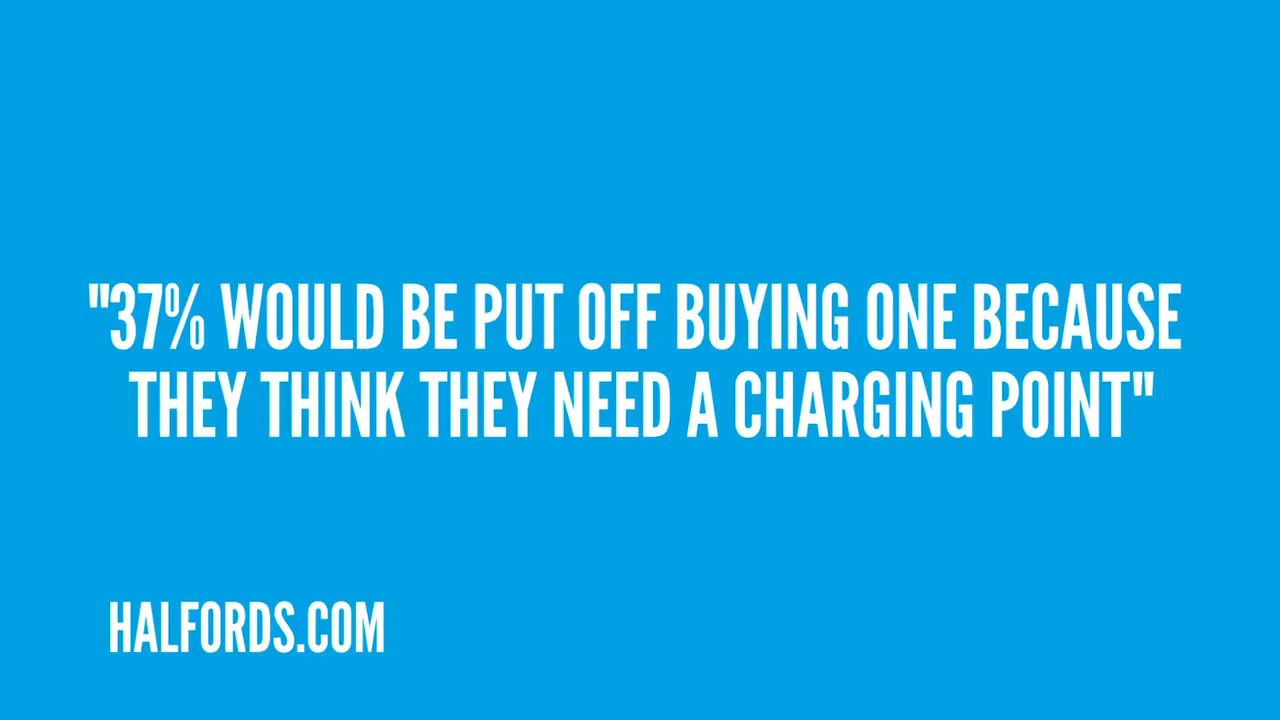 "37% WOULD BE PUT OFF BUYING ONE BECAUSE
THEY THINK THEY NEED A CHARGING POINT"
HALFORDS.COM